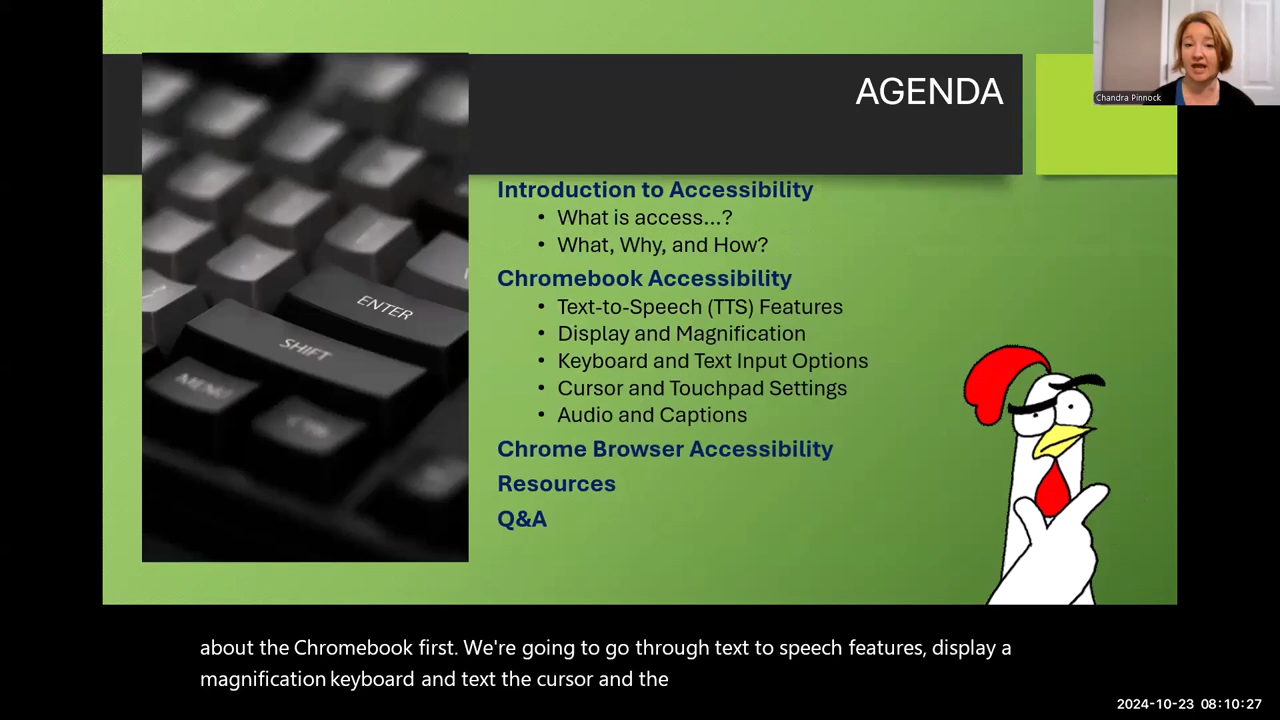 AGENDA
Chandra Pinnock
Introduction to Accessibility
• What is access...?
• What, Why, and How?
Chromebook Accessibility
• Text-to-Speech (TTS) Features
• Display and Magnification
• Keyboard and Text Input Options
• Cursor and Touchpad Settings
• Audio and Captions
Chrome Browser Accessibility
Resources
Q&A
ENTER
SHIFT
MENU
about the Chromebook first. We're going to go through text to speech features, display a
magnification keyboard and text the cursor and the
2024-10-23 08:10:27